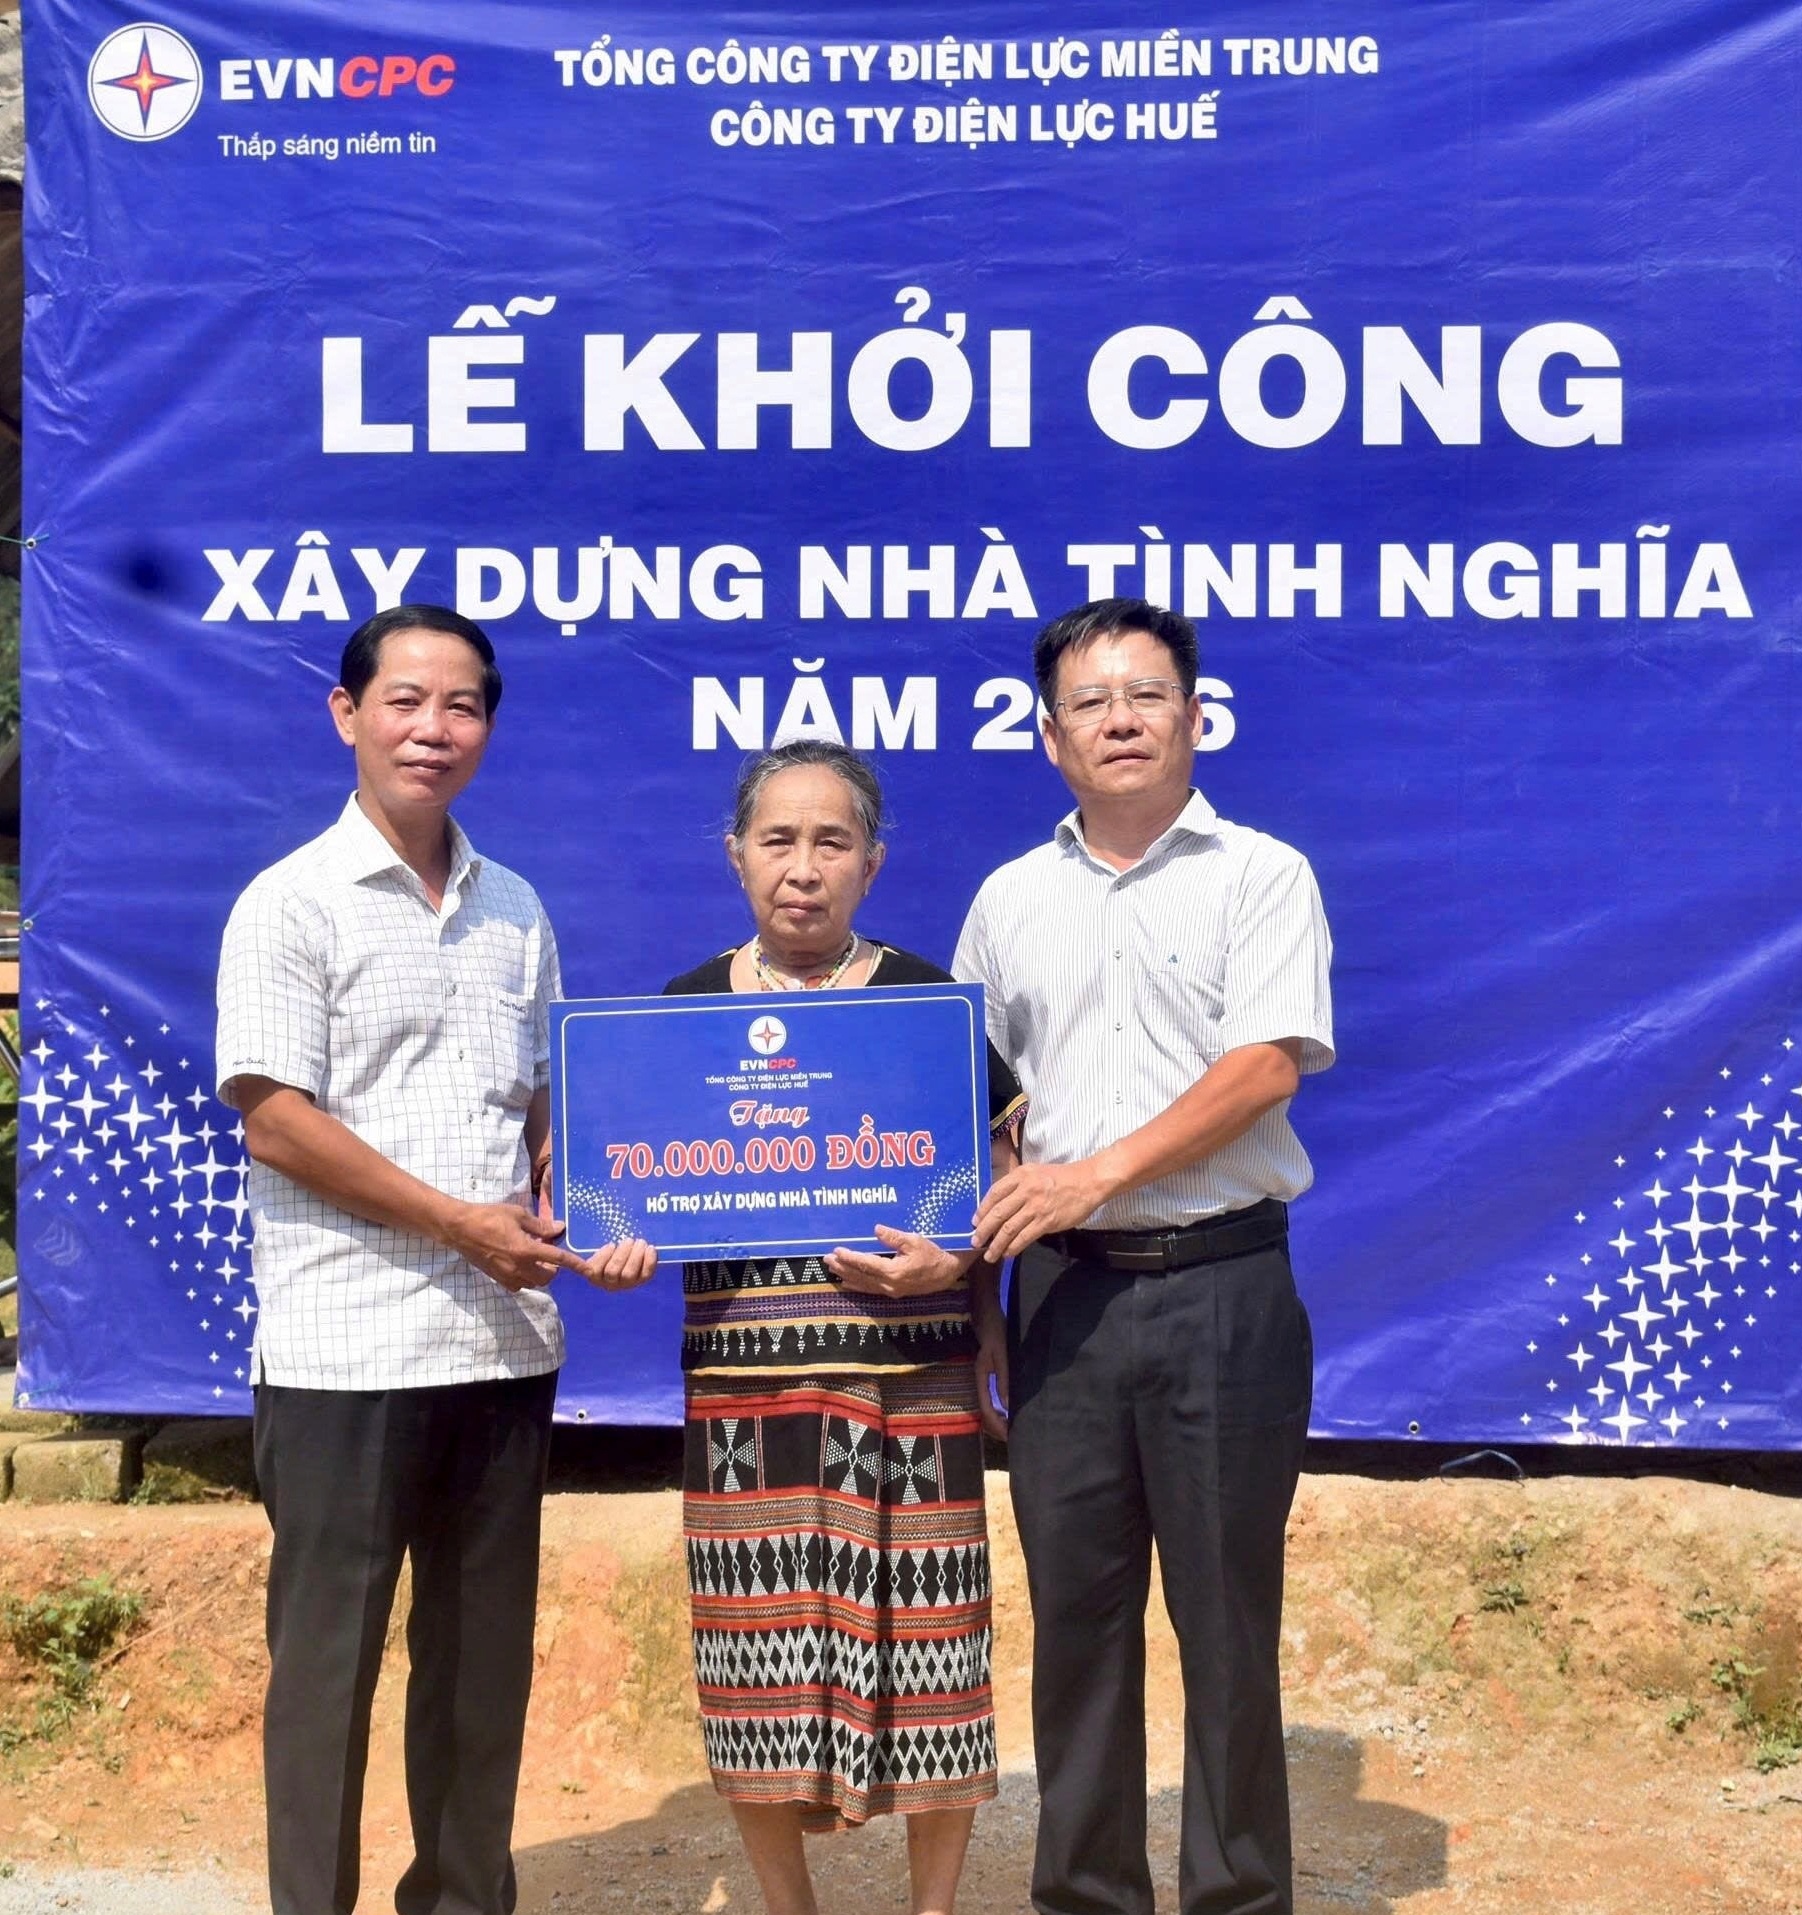 EVNCPC
Thắp sáng niềm tin
TỔNG CÔNG TY ĐIỆN LỰC MIỀN TRUNG
CÔNG TY ĐIỆN LỰC HUẾ
LỄ KHỞI CÔNG
XÂY DỰNG NHÀ TÌNH NGHĨA
NĂM
EVNCPC
TỔNG CÔNG TY ĐIỆN LỰC MIỀN TRUNG
CÔNG TY ĐIỆN LỰC HUẾ
Tặng
70.000.000 ĐỒNG
HỖ TRỢ XÂY DỰNG NHÀ TÌNH NGHĨA